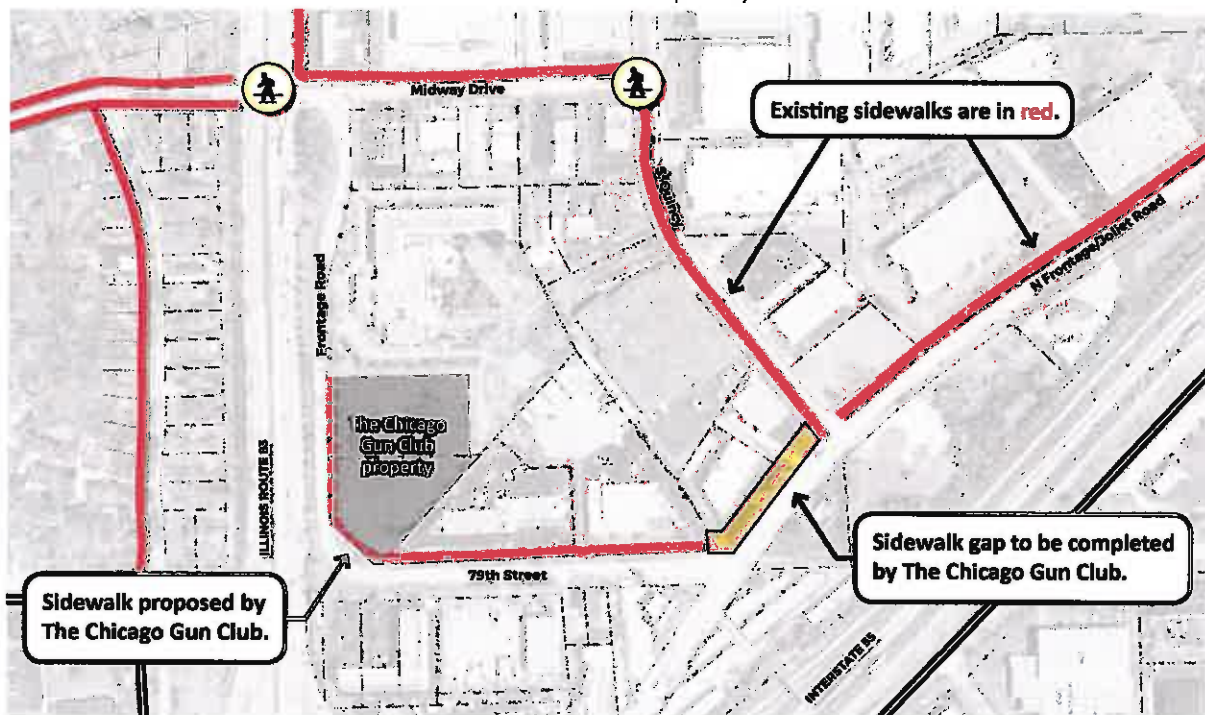 Midway Drive
Existing sidewalks are in red.
N Frontage/Joliet Road
Frontage Road
The Chicago
Gun Club
property
ILLINOIS ROUTE 83
Sidewalk gap to be completed
by The Chicago Gun Club.
79th Street
Sidewalk proposed by
The Chicago Gun Club.
INTERSTATE 55